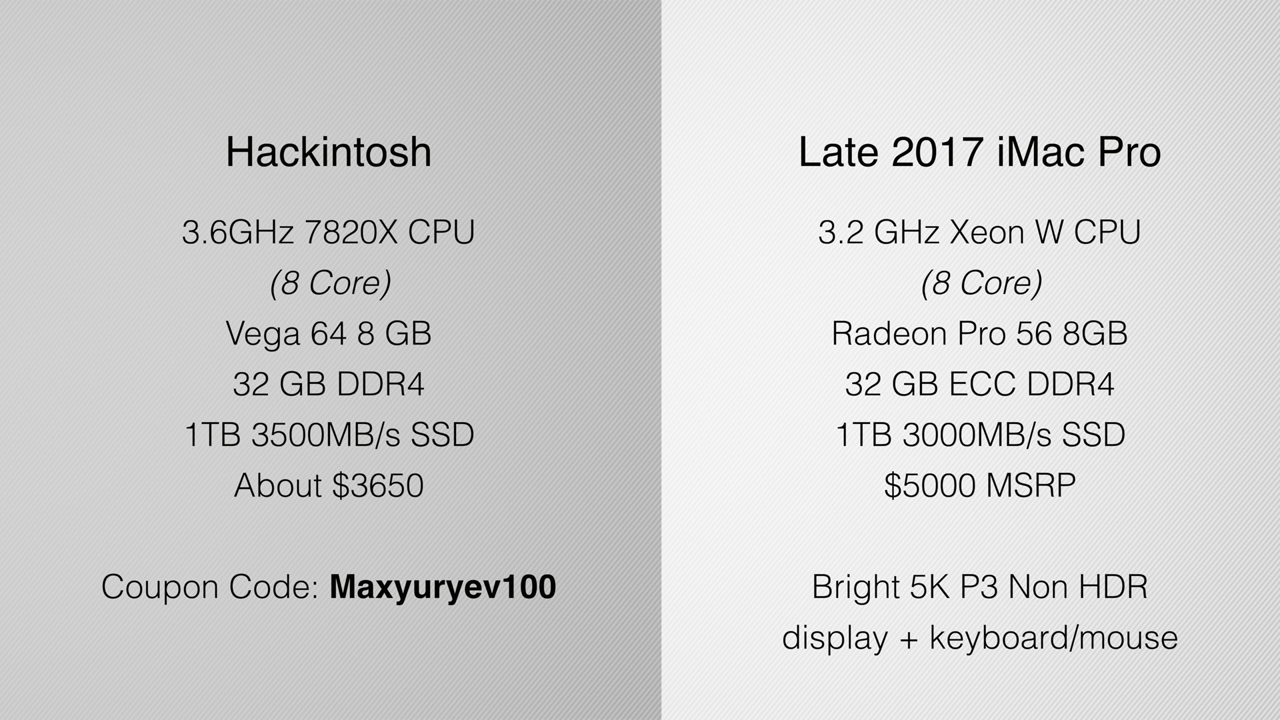 Hackintosh
3.6GHz 7820X CPU
(8 Core)
Vega 64 8 GB
32 GB DDR4
1TB 3500MB/s SSD
About $3650
Coupon Code: Maxyuryev100
Late 2017 iMac Pro
3.2 GHz Xeon W CPU
(8 Core)
Radeon Pro 56 8GB
32 GB ECC DDR4
1TB 3000MB/s SSD
$5000 MSRP
Bright 5K P3 Non HDR
display + keyboard/mouse